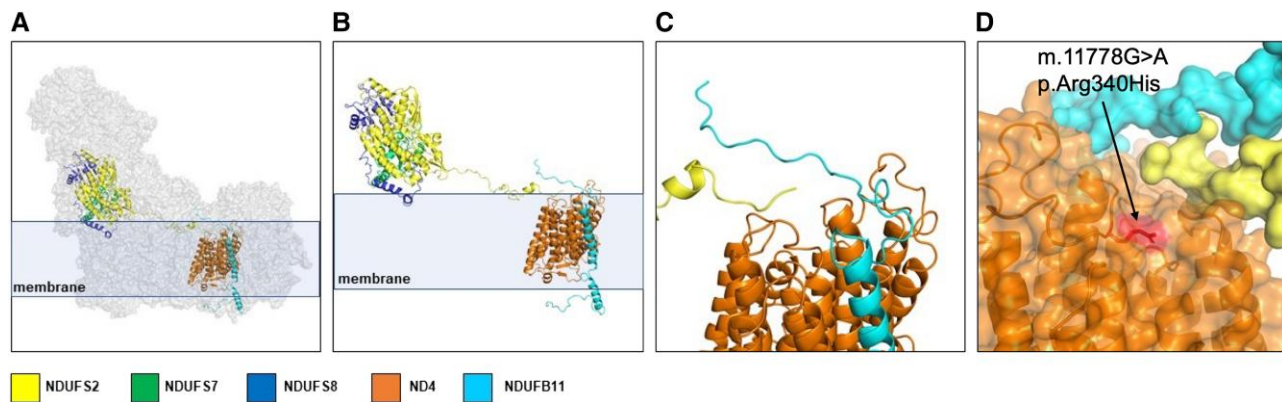 A
B
C
D
m.11778G>A
p.Arg340His
membrane
membrane
NDUFS2
NDUFS7
NDUFS8
ND4
NDUFB11